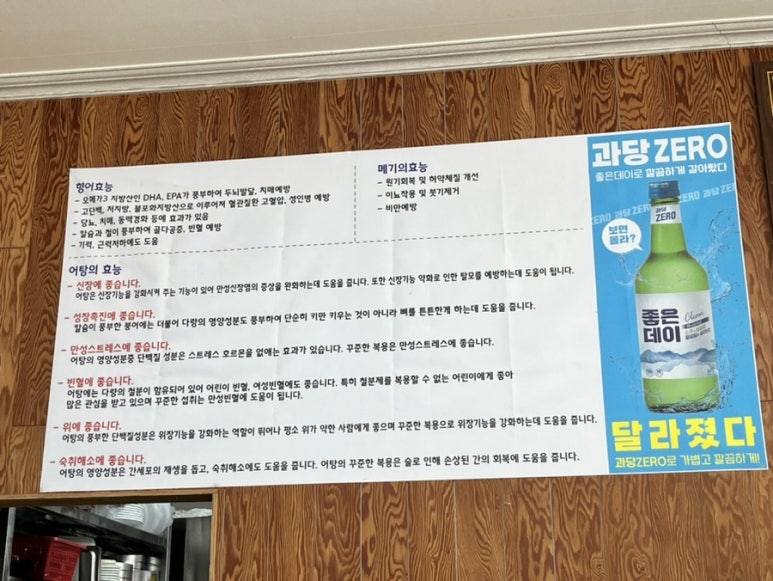 향어효능
- 오메가3 지방산인 DHA, EPA가 풍부하여 두뇌발달, 치매예방
- 고단백, 저지방, 불포화지방산으로 이루어져 혈관질환 고혈압, 성인병 예방
- 당뇨, 치매, 동맥경화 등에 효과가 있음
- 칼슘과 철이 풍부하여 골다공증, 빈혈 예방
- 기력, 근력저하에도 도움
메기의효능
- 원기회복 및 허약체질 개선
- 이뇨작용 및 붓기제거
- 비만예방
어탕의 효능
- 신장에 좋습니다.
어탕은 신장기능을 강화시켜 주는 기능이 있어 만성신장염의 증상을 완화하는데 도움을 줍니다. 또한 신장기능 약화로 인한 탈모를 예방하는데 도움이 됩니다.
- 성장촉진에 좋습니다.
칼슘이 풍부한 붕어에는 더불어 다량의 영양성분도 풍부하여 단순히 키만 키우는 것이 아니라 뼈를 튼튼하게 하는데 도움을 줍니다.
- 만성스트레스에 좋습니다.
어탕의 영양성분중 단백질 성분은 스트레스 호르몬을 없애는 효과가 있습니다. 꾸준한 복용은 만성스트레스에 좋습니다.
- 빈혈에 좋습니다.
어탕에는 다량의 철분이 함유되어 있어 어린이 빈혈, 여성빈혈에도 좋습니다. 특히 철분제를 복용할 수 없는 어린이에게 좋아
많은 관심을 받고 있으며 꾸준한 섭취는 만성빈혈에 도움이 됩니다.
- 위에 좋습니다.
어탕의 풍부한 단백질성분은 위장기능을 강화하는 역할이 뛰어나 평소 위가 약한 사람에게 좋으며 꾸준한 복용으로 위장기능을 강화하는데 도움을 줍니다.
- 숙취해소에 좋습니다.
어탕의 영양성분은 간세포의 재생을 돕고, 숙취해소에도 도움을 줍니다. 어탕의 꾸준한 복용은 술로 인해 손상된 간의 회복에 도움을 줍니다.
과당 ZERO
좋은데이로 깔끔하게 갈아탔다
ZERO 과당 ZERO 과당 ZERO
과당
ZERO
보면
몰라?
좋은
데이
Clean
달라졌다
과당ZERO로 가볍고 깔끔하게!